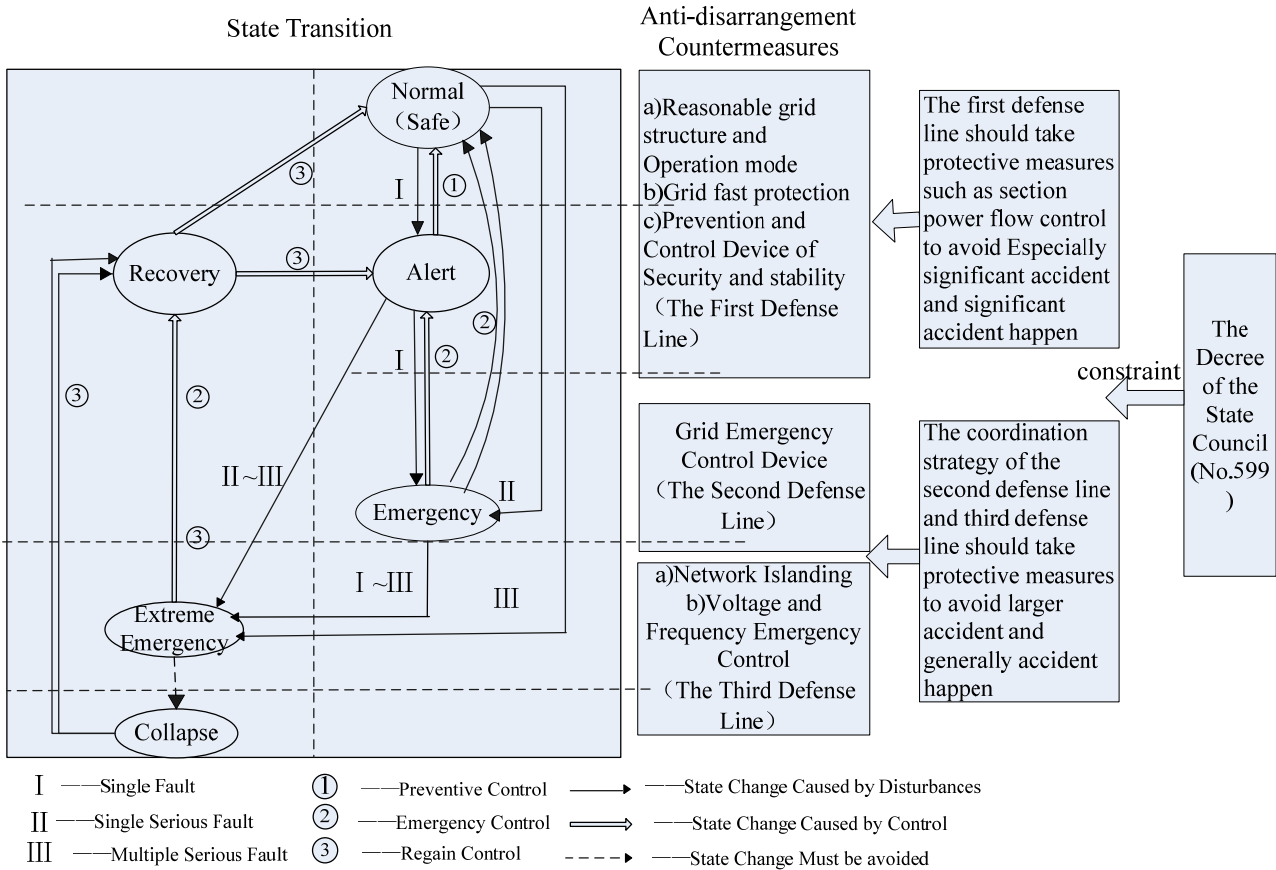 State Transition
Anti-disarrangement
Countermeasures
Normal
（Safe）
③
Ⅰ
①
Recovery
③
Alert
②
Ⅰ
②
③
②
Ⅱ~Ⅲ
Emergency
Ⅱ
③
Ⅰ~Ⅲ
Ⅲ
Extreme
Emergency
Collapse
a)Reasonable grid
structure and
Operation mode
b)Grid fast protection
c)Prevention and
Control Device of
Security and stability
（The First Defense
Line）
Grid Emergency
Control Device
（The Second Defense
Line）
a)Network Islanding
b)Voltage and
Frequency Emergency
Control
（The Third Defense
Line）
The first defense
line should take
protective measures
such as section
power flow control
to avoid Especially
significant accident
and significant
accident happen
The coordination
strategy of the
second defense line
and third defense
line should take
protective measures
to avoid larger
accident and
generally accident
happen
constraint
The
Decree
of the
State
Council
(No.599
)
Ⅰ ——Single Fault
Ⅱ ——Single Serious Fault
Ⅲ ——Multiple Serious Fault
① ——Preventive Control
② ——Emergency Control
③ ——Regain Control
——State Change Caused by Disturbances
——State Change Caused by Control
——State Change Must be avoided